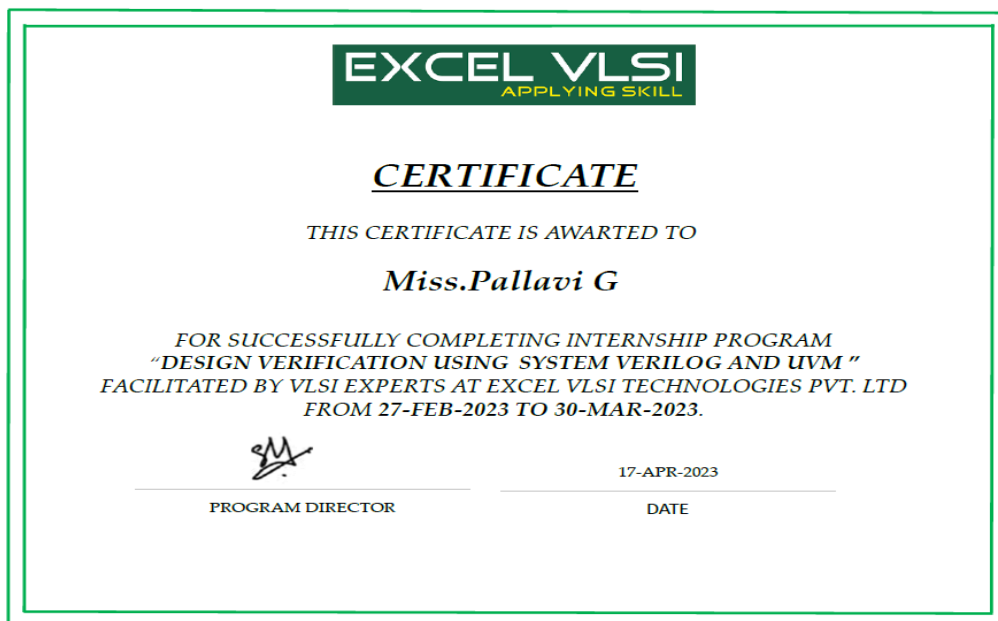 EXCEL VLSI
APPLYING SKILL
CERTIFICATE
THIS CERTIFICATE IS AWARTED TO
Miss.Pallavi G
FOR SUCCESSFULLY COMPLETING INTERNSHIP PROGRAM
“DESIGN VERIFICATION USING SYSTEM VERILOG AND UVM ”
FACILITATED BY VLSI EXPERTS AT EXCEL VLSI TECHNOLOGIES PVT. LTD
FROM 27-FEB-2023 TO 30-MAR-2023.
17-APR-2023
PROGRAM DIRECTOR
DATE